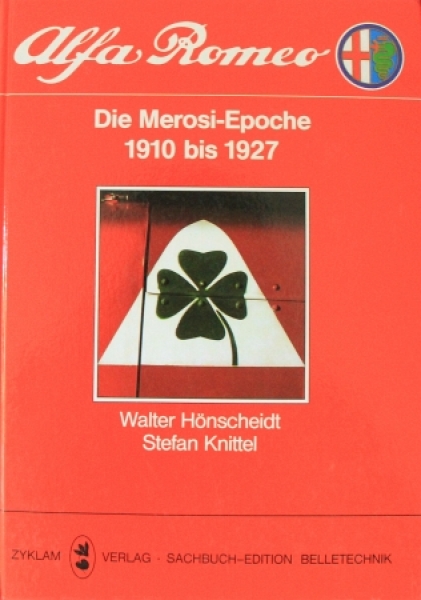 Alfa Romeo
Die Merosi-Epoche
1910 bis 1927
Walter Hönscheidt
Stefan Knittel
ZYKLAM VERLAG · SACHBUCH-EDITION BELLETECHNIK